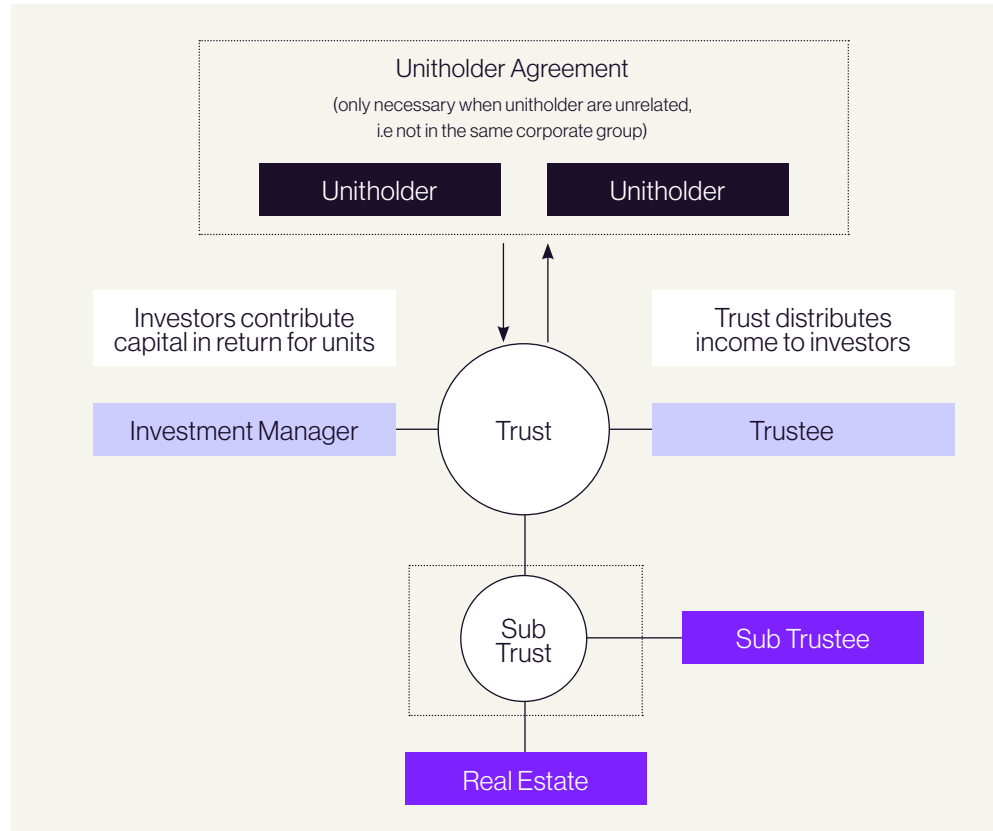 Unitholder Agreement
(only necessary when unitholder are unrelated,
i.e not in the same corporate group)
Unitholder
Unitholder
Investors contribute
capital in return for units
Trust distributes
income to investors
Investment Manager
Trust
Trustee
Sub
Trust
Sub Trustee
Real Estate